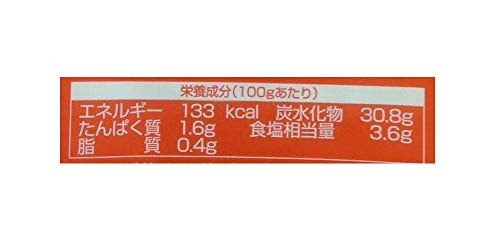 栄養成分(100gあたり)
エネルギー 133 kcal 炭水化物 30.8g
たんぱく質 1.6g 食塩相当量 3.6g
脂 質 0.4g